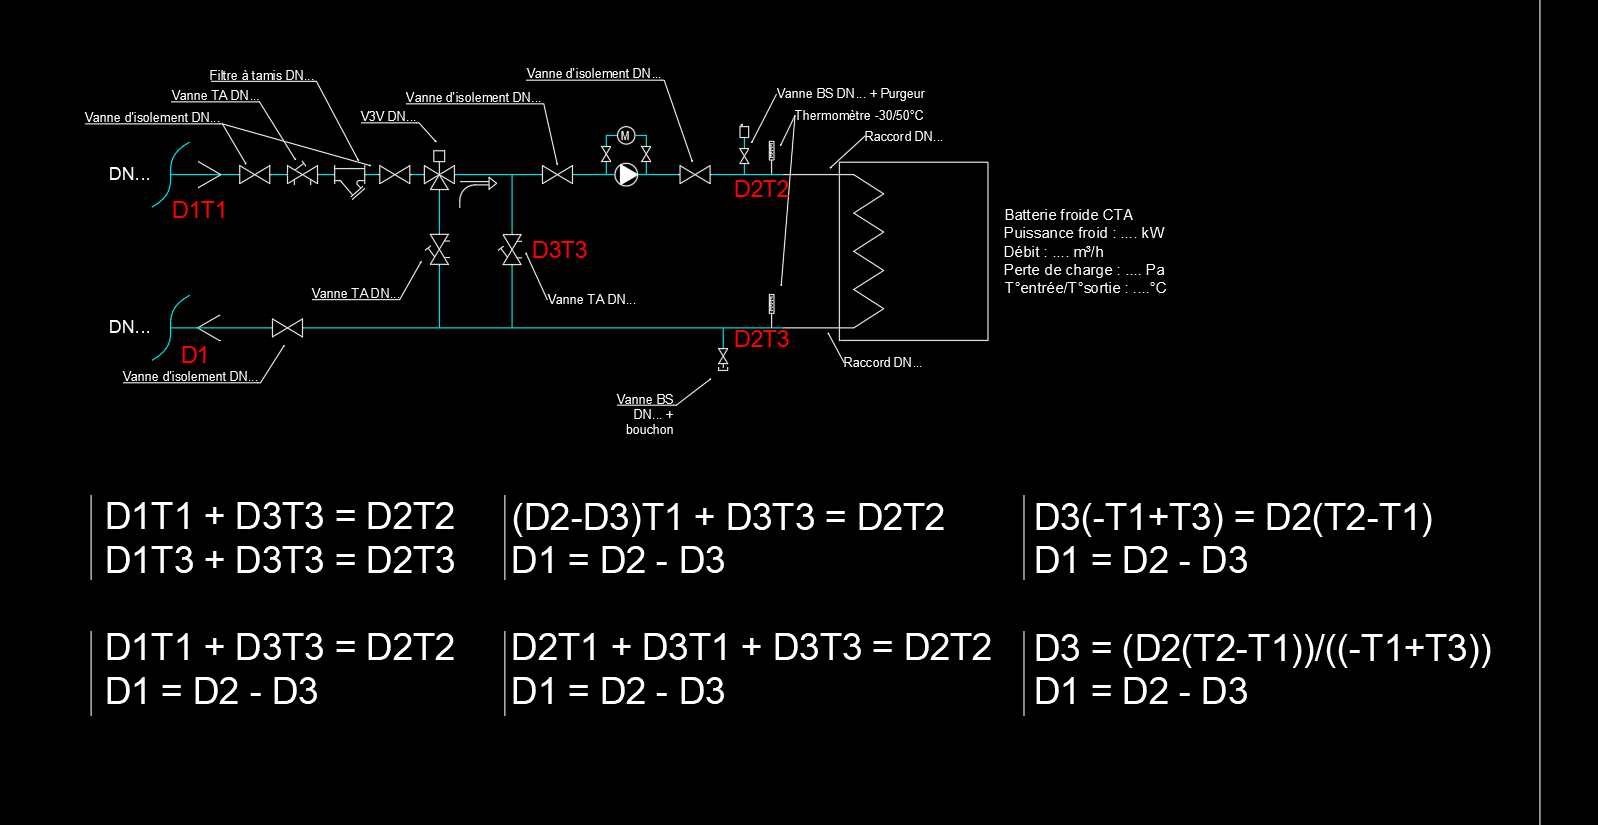 Filtre à tamis DN...
Vanne d'isolement DN...
Vanne TA DN...
Vanne d'isolement DN...
Vanne BS DN... + Purgeur
Vanne d'isolement DN...
V3V DN...
Thermomètre -30/50°C
Raccord DN...
M
DN...
D1T1
D2T2
Batterie froide CTA
Puissance froid : .... kW
Débit : .... m³/h
Perte de charge : .... Pa
T°entrée/T°sortie : ....°C
D3T3
Vanne TA DN...
Vanne TA DN...
DN...
D1
D2T3
Vanne d'isolement DN...
Raccord DN...
Vanne BS
DN... +
bouchon
D1T1 + D3T3 = D2T2
D1T3 + D3T3 = D2T3
(D2-D3)T1 + D3T3 = D2T2
D1 = D2 - D3
D3(-T1+T3) = D2(T2-T1)
D1 = D2 - D3
D1T1 + D3T3 = D2T2
D1 = D2 - D3
D2T1 + D3T1 + D3T3 = D2T2
D1 = D2 - D3
D3 = (D2(T2-T1))/((-T1+T3))
D1 = D2 - D3